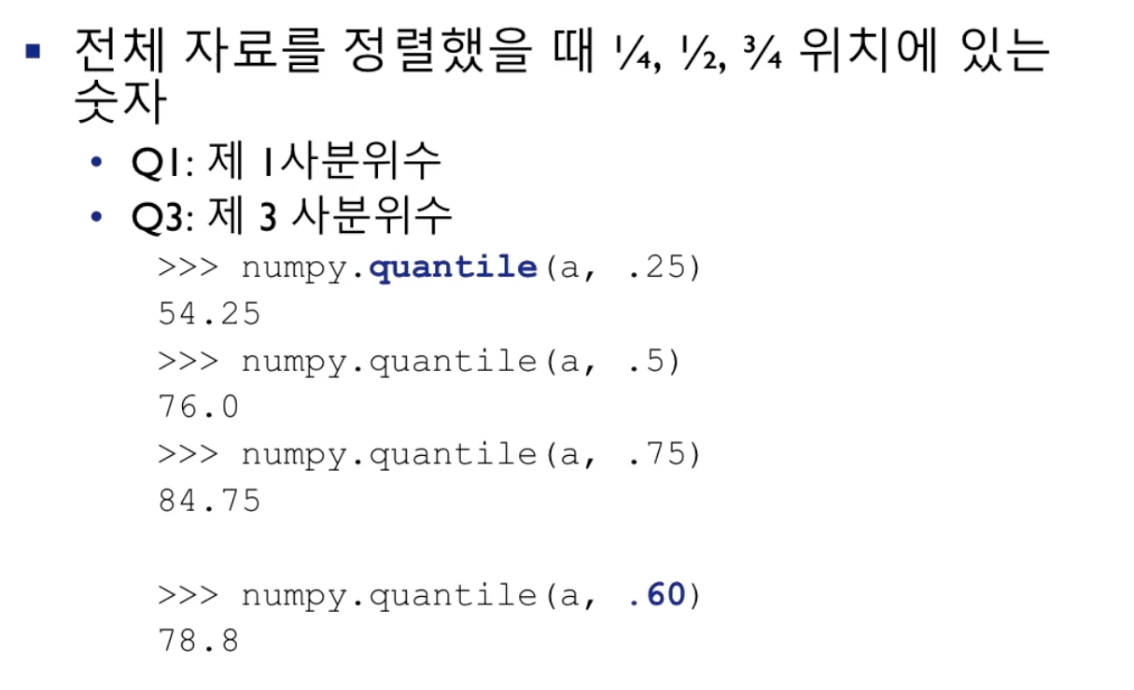 ▪ 전체 자료를 정렬했을 때 ¼, ½, ¾ 위치에 있는
숫자
• Q1: 제 1사분위수
• Q3: 제 3 사분위수
>>> numpy.quantile(a, .25)
54.25
>>> numpy.quantile(a, .5)
76.0
>>> numpy.quantile(a, .75)
84.75
>>> numpy.quantile(a, .60)
78.8